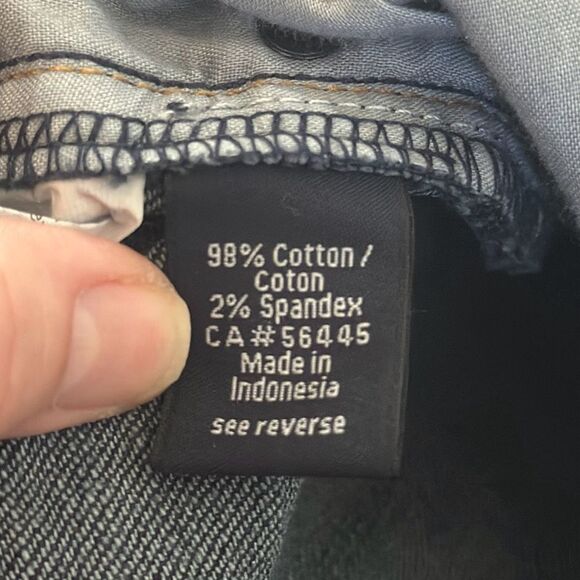 98% Cotton /
Coton
2% Spandex
CA#56445
Made in
Indonesia
see reverse